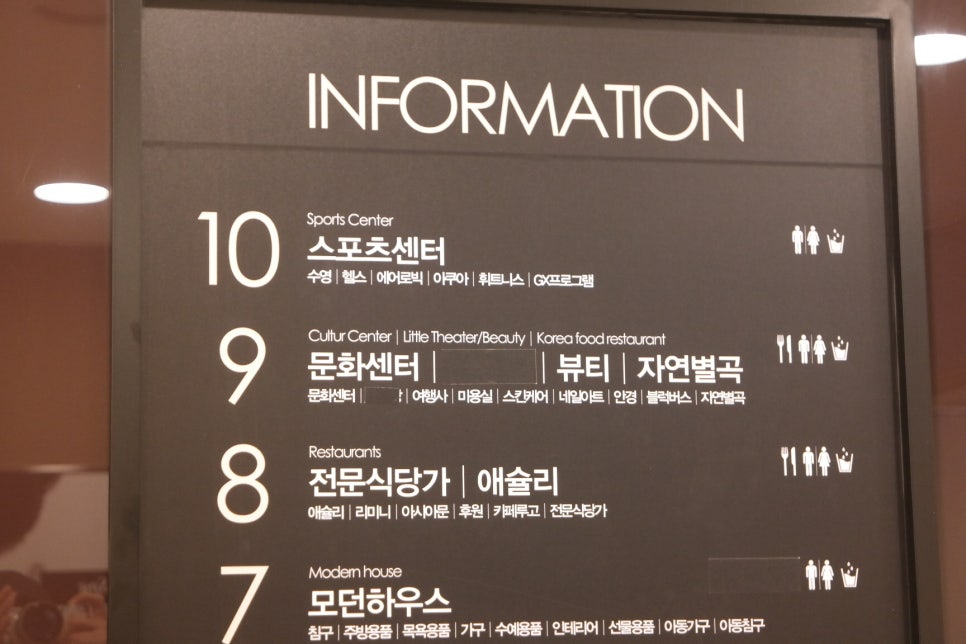 INFORMATION
10
Sports Center
스포츠센터
수영 | 헬스 | 에어로빅 | 아쿠아 | 휘트니스 | GX프로그램
9
Cultur Center | Little Theater/Beauty | Korea food restaurant
문화센터 | | 뷰티 | 자연별곡
문화센터 | | 여행사 | 미용실 | 스킨케어 | 네일아트 | 안경 | 블럭버스 | 자연별곡
8
Restaurants
전문식당가 | 애슐리
애슐리 | 리미니 | 아시아문 | 후원 | 카페루고 | 전문식당가
7
Modern house
모던하우스
침구 | 주방용품 | 목욕용품 | 가구 | 수예용품 | 인테리어 | 선물용품 | 아동가구 | 아동침구